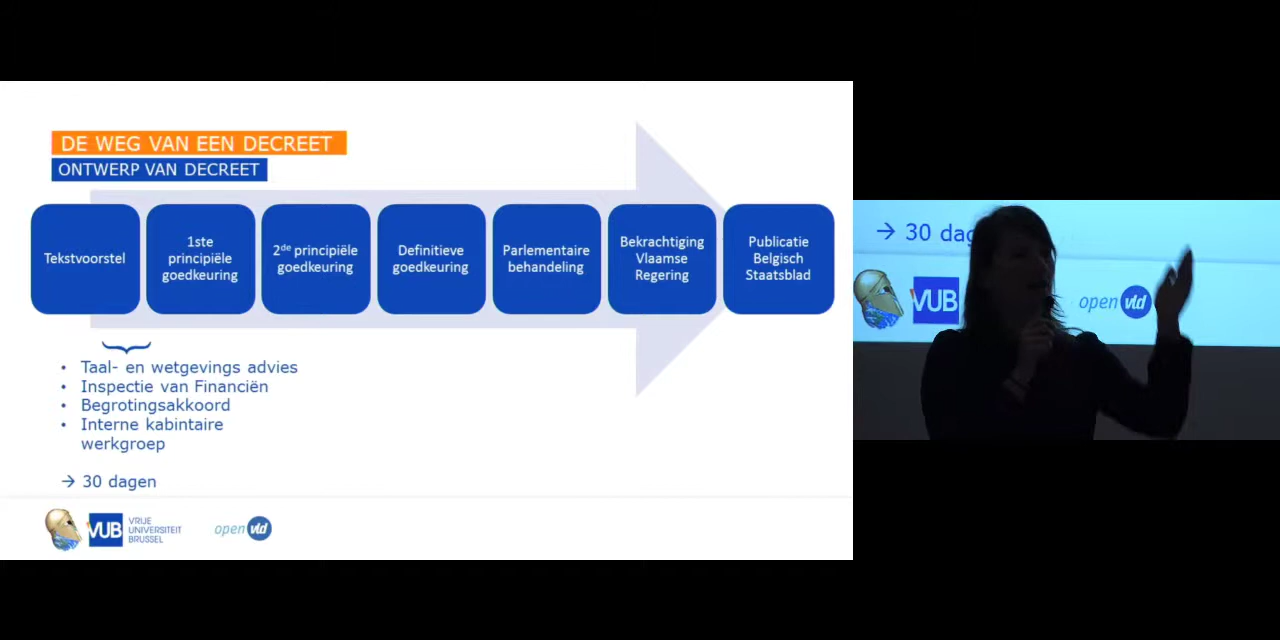 DE WEG VAN EEN DECREET
ONTWERP VAN DECREET
Tekstvoorstel
1ste
principiële
goedkeuring
2de principiële
goedkeuring
Definitieve
goedkeuring
Parlementaire
behandeling
Bekrachtiging
Vlaamse
Regering
Publicatie
Belgisch
Staatsblad
• Taal- en wetgevings advies
• Inspectie van Financiën
• Begrotingsakkoord
• Interne kabintaire
werkgroep
→ 30 dagen
VUB
VRIJE
UNIVERSITEIT
BRUSSEL
open vld
→ 30 dag
VUB
open vld